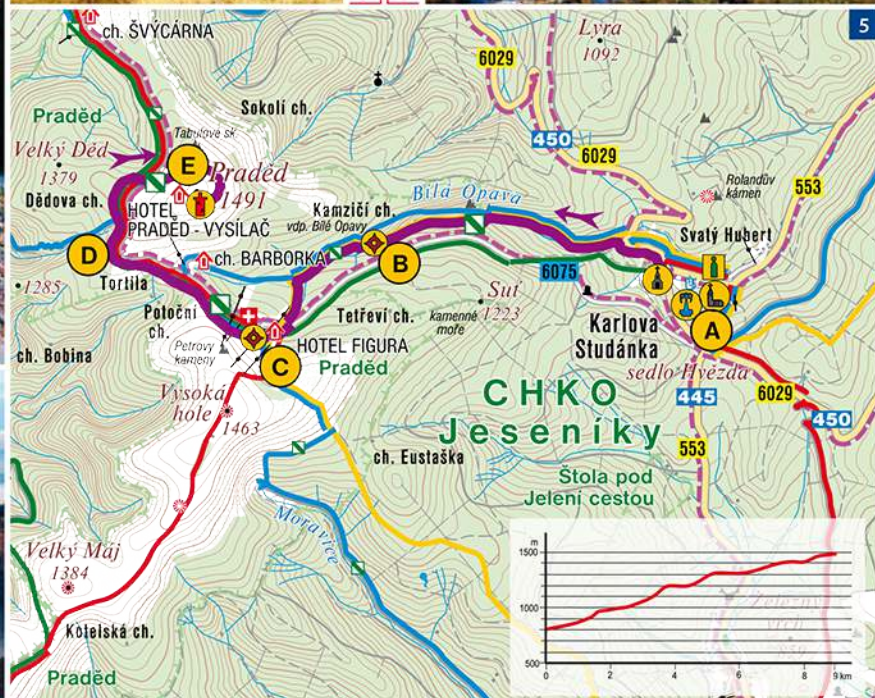 5
ch. ŠVÝCÁRNA
Lyra
1092
6029
Sokolí ch.
Praděd
450
6029
Tabulové sk.
Velký Děd
1379
E
Praděd
1491
Rolandův
kámen
553
Dědova ch.
Bílá Opava
HOTEL
PRADĚD - VYSÍLAČ
Kamzičí ch.
vdp. Bílé Opavy
Svatý Hubert
D
ch. BARBORKA
B
6075
1285
Tortila
Suť
1223
A
Potoční
ch.
Tetřeví ch.
kamenné
moře
Karlova
Studánka
Petrovy
kameny
HOTEL FIGURA
ch. Bobina
C
Praděd
sedlo Hvězda
Vysoká
hole
1463
CHKO
Jeseníky
445
6029
450
553
ch. Eustaška
Štola pod
Jelení cestou
Moravice
Velký Máj
1384
Kotelská ch.
Praděd
m
1500
1000
500
0
2
4
6
8
9 km